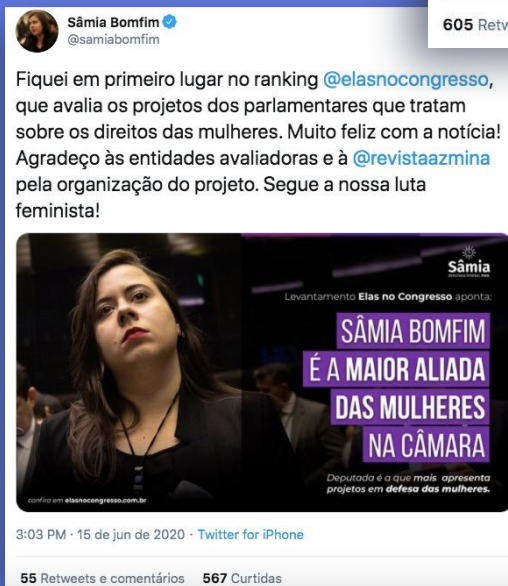 605 Retw
Sâmia Bomfim
@samiabomfim
Fiquei em primeiro lugar no ranking @elasnocongresso,
que avalia os projetos dos parlamentares que tratam
sobre os direitos das mulheres. Muito feliz com a notícia!
Agradeço às entidades avaliadoras e à @revistaazmina
pela organização do projeto. Segue a nossa luta
feminista!
Sâmia
DEPUTADA FEDERAL PSOL
Levantamento Elas no Congresso aponta:
SÂMIA BOMFIM
É A MAIOR ALIADA
DAS MULHERES
NA CÂMARA
Deputada é a que mais apresenta
projetos em defesa das mulheres.
confira em elasnocongresso.com.br
3:03 PM · 15 de jun de 2020 · Twitter for iPhone
55 Retweets e comentários 567 Curtidas